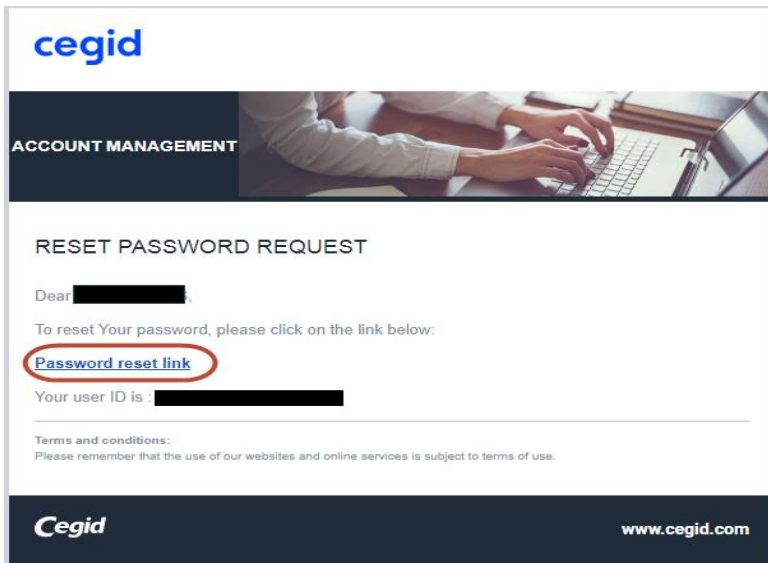 cegid
ACCOUNT MANAGEMENT
RESET PASSWORD REQUEST
Dear ,
To reset Your password, please click on the link below:
Password reset link
Your user ID is :
Terms and conditions:
Please remember that the use of our websites and online services is subject to terms of use.
Cegid www.cegid.com